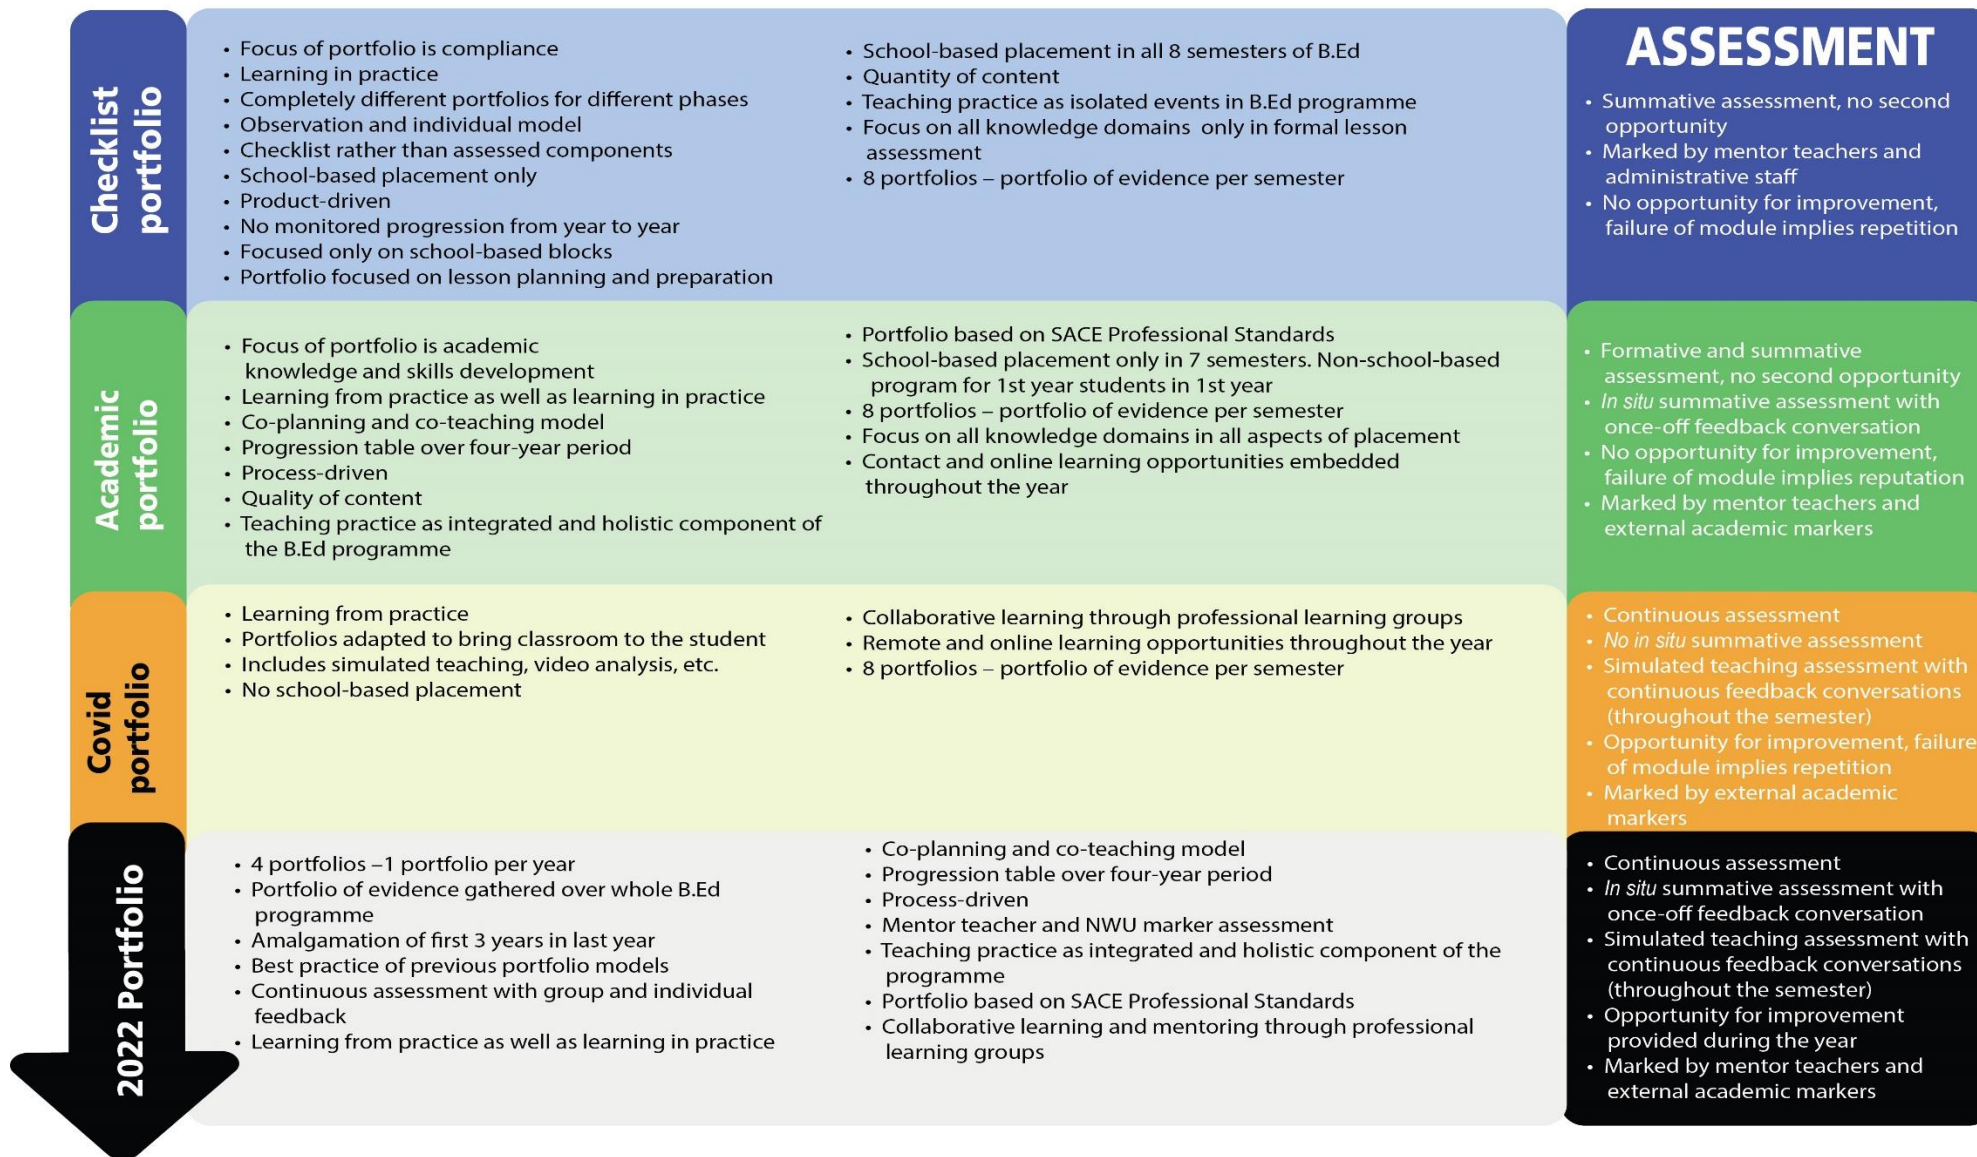 Checklist
portfolio
• Focus of portfolio is compliance
• Learning in practice
• Completely different portfolios for different phases
• Observation and individual model
• Checklist rather than assessed components
• School-based placement only
• Product-driven
• No monitored progression from year to year
• Focused only on school-based blocks
• Portfolio focused on lesson planning and preparation
• School-based placement in all 8 semesters of B.Ed
• Quantity of content
• Teaching practice as isolated events in B.Ed programme
• Focus on all knowledge domains only in formal lesson
assessment
• 8 portfolios – portfolio of evidence per semester
ASSESSMENT
• Summative assessment, no second
opportunity
• Marked by mentor teachers and
administrative staff
• No opportunity for improvement,
failure of module implies repetition
Academic
portfolio
• Focus of portfolio is academic
knowledge and skills development
• Learning from practice as well as learning in practice
• Co-planning and co-teaching model
• Progression table over four-year period
• Process-driven
• Quality of content
• Teaching practice as integrated and holistic component of
the B.Ed programme
• Portfolio based on SACE Professional Standards
• School-based placement only in 7 semesters. Non-school-based
program for 1st year students in 1st year
• 8 portfolios – portfolio of evidence per semester
• Focus on all knowledge domains in all aspects of placement
• Contact and online learning opportunities embedded
throughout the year
• Formative and summative
assessment, no second opportunity
• In situ summative assessment with
once-off feedback conversation
• No opportunity for improvement,
failure of module implies reputation
• Marked by mentor teachers and
external academic markers
Covid
portfolio
• Learning from practice
• Portfolios adapted to bring classroom to the student
• Includes simulated teaching, video analysis, etc.
• No school-based placement
• Collaborative learning through professional learning groups
• Remote and online learning opportunities throughout the year
• 8 portfolios – portfolio of evidence per semester
• Continuous assessment
• No in situ summative assessment
• Simulated teaching assessment with
continuous feedback conversations
(throughout the semester)
• Opportunity for improvement, failure
of module implies repetition
• Marked by external academic
markers
2022 Portfolio
• 4 portfolios –1 portfolio per year
• Portfolio of evidence gathered over whole B.Ed
programme
• Amalgamation of first 3 years in last year
• Best practice of previous portfolio models
• Continuous assessment with group and individual
feedback
• Learning from practice as well as learning in practice
• Co-planning and co-teaching model
• Progression table over four-year period
• Process-driven
• Mentor teacher and NWU marker assessment
• Teaching practice as integrated and holistic component of the
programme
• Portfolio based on SACE Professional Standards
• Collaborative learning and mentoring through professional
learning groups
• Continuous assessment
• In situ summative assessment with
once-off feedback conversation
• Simulated teaching assessment with
continuous feedback conversations
(throughout the semester)
• Opportunity for improvement
provided during the year
• Marked by mentor teachers and
external academic markers